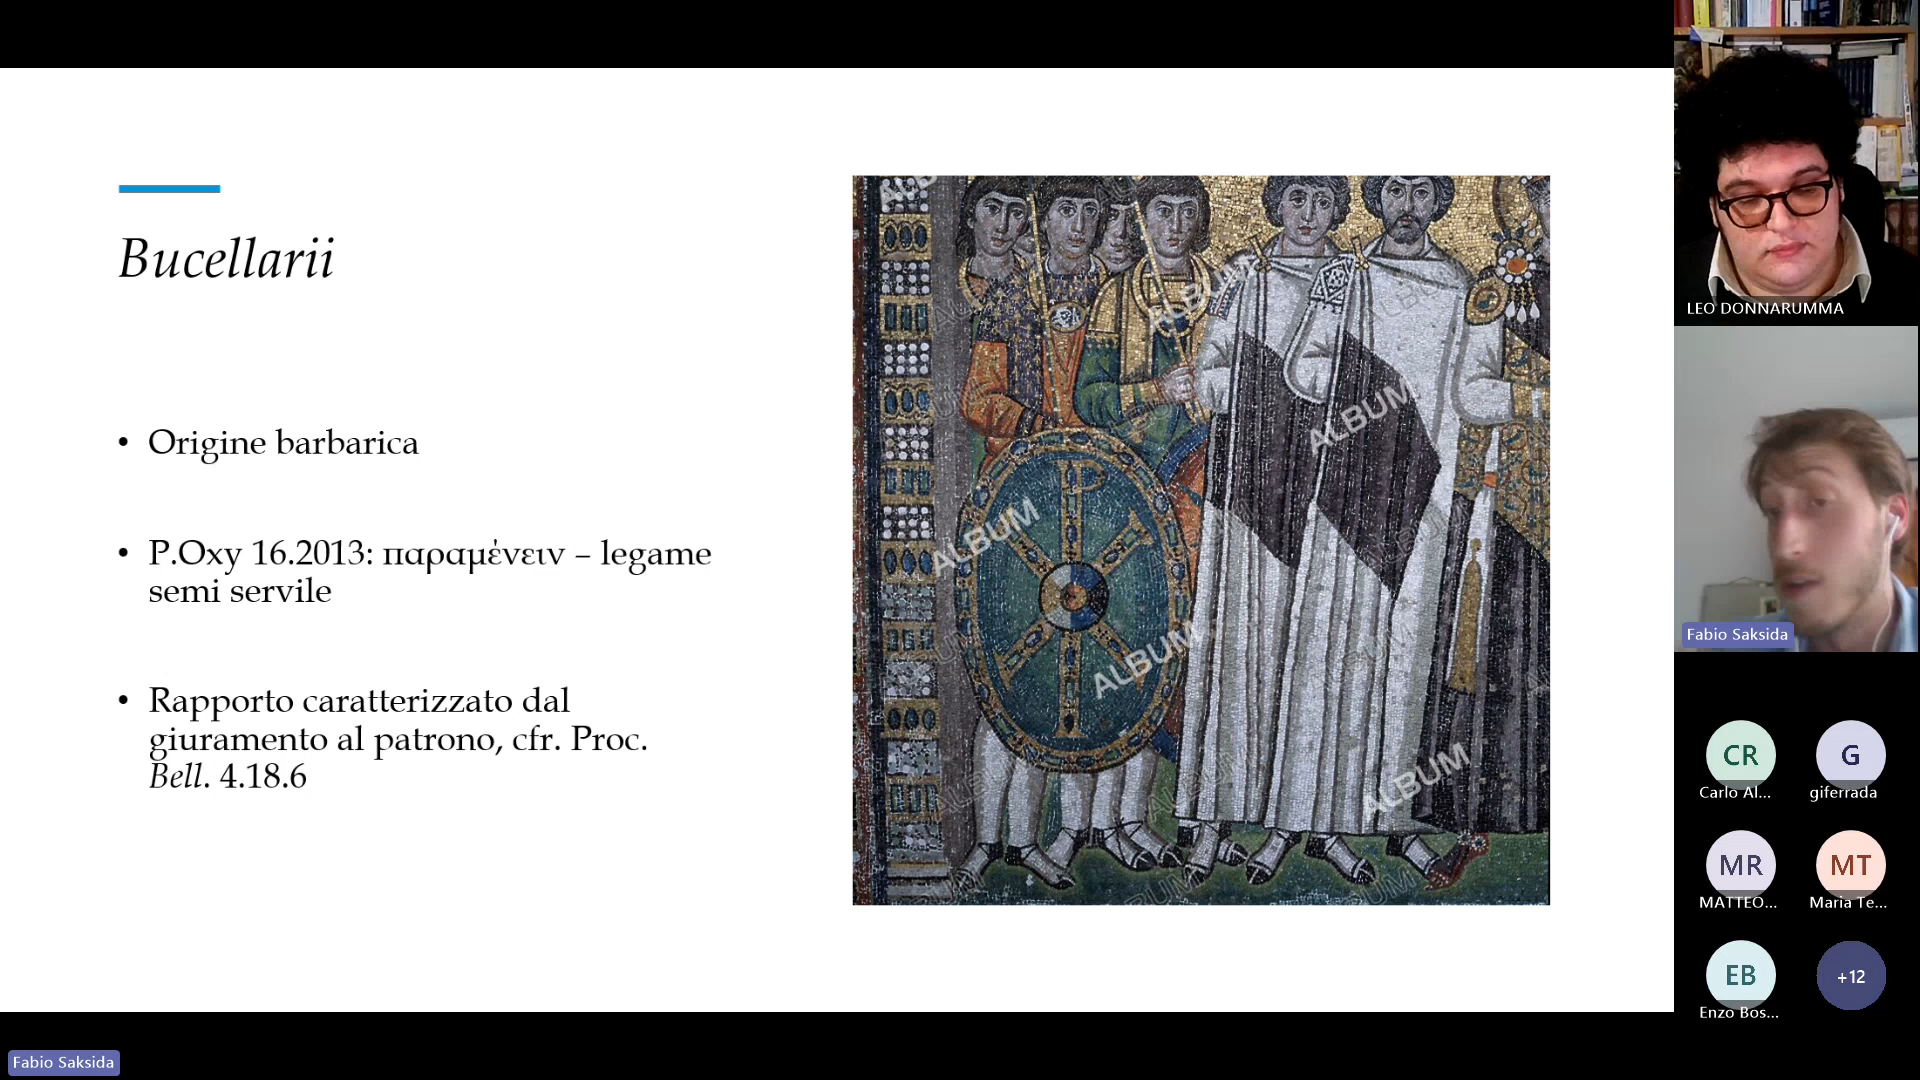 Bucellarii
• Origine barbarica
• P.Oxy 16.2013: παραμένειν – legame
semi servile
• Rapporto caratterizzato dal
giuramento al patrono, cfr. Proc.
Bell. 4.18.6
ALBUM
ALBUM
ALBUM
ALBUM
ALBUM
ALBUM
LEO DONNARUMMA
Fabio Saksida
CR
Carlo Al...
G
giferrada
MR
MATTEO...
MT
Maria Te...
EB
Enzo Bos...
+12
Fabio Saksida